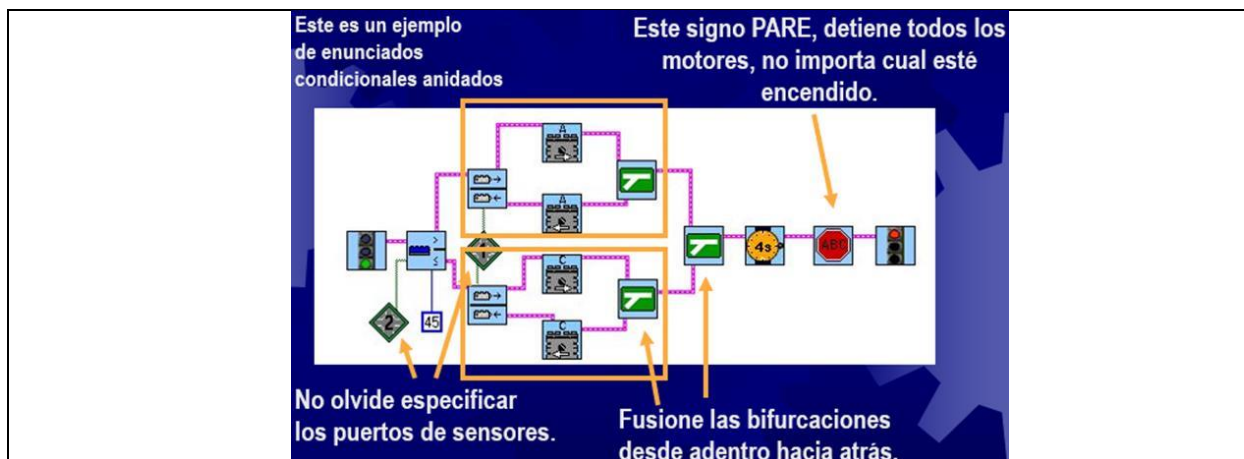 Este es un ejemplo
de enunciados
condicionales anidados
Este signo PARE, detiene todos los
motores, no importa cual esté
encendido.
A
A
C
C
1
2
45
4s
ABC
No olvide especificar
los puertos de sensores.
Fusione las bifurcaciones
desde adentro hacia atrás.